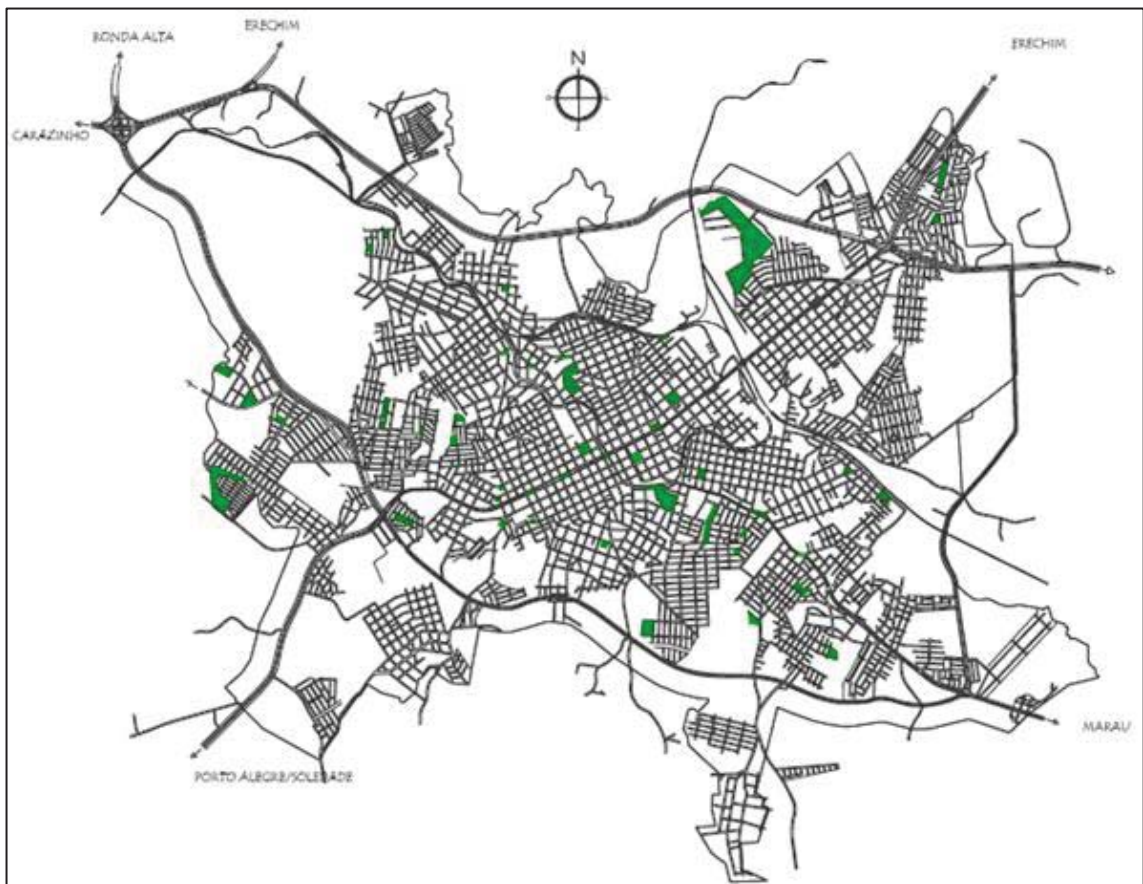 ERECHIM
RONDA ALTA
ERECHIM
N
CARAZINHO
MARAU
PORTO ALEGRE/SOLEDADE